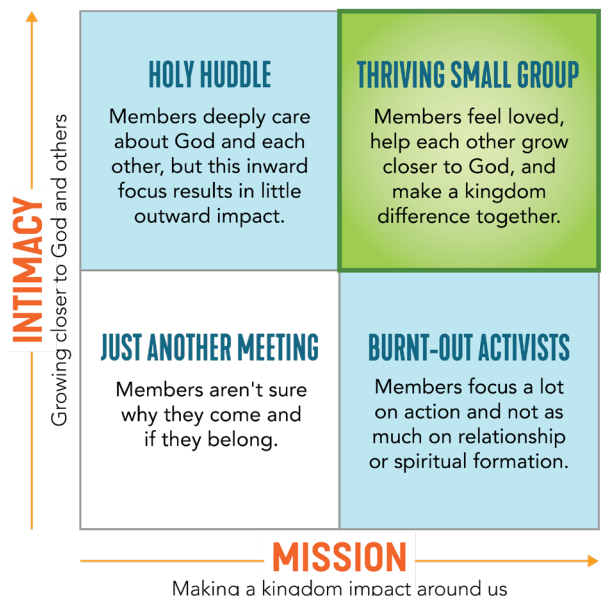 HOLY HUDDLE
Members deeply care
about God and each
other, but this inward
focus results in little
outward impact.
THRIVING SMALL GROUP
Members feel loved,
help each other grow
closer to God, and
make a kingdom
difference together.
INTIMACY
Growing closer to God and others
JUST ANOTHER MEETING
Members aren't sure
why they come and
if they belong.
BURNT-OUT ACTIVISTS
Members focus a lot
on action and not as
much on relationship
or spiritual formation.
MISSION
Making a kingdom impact around us